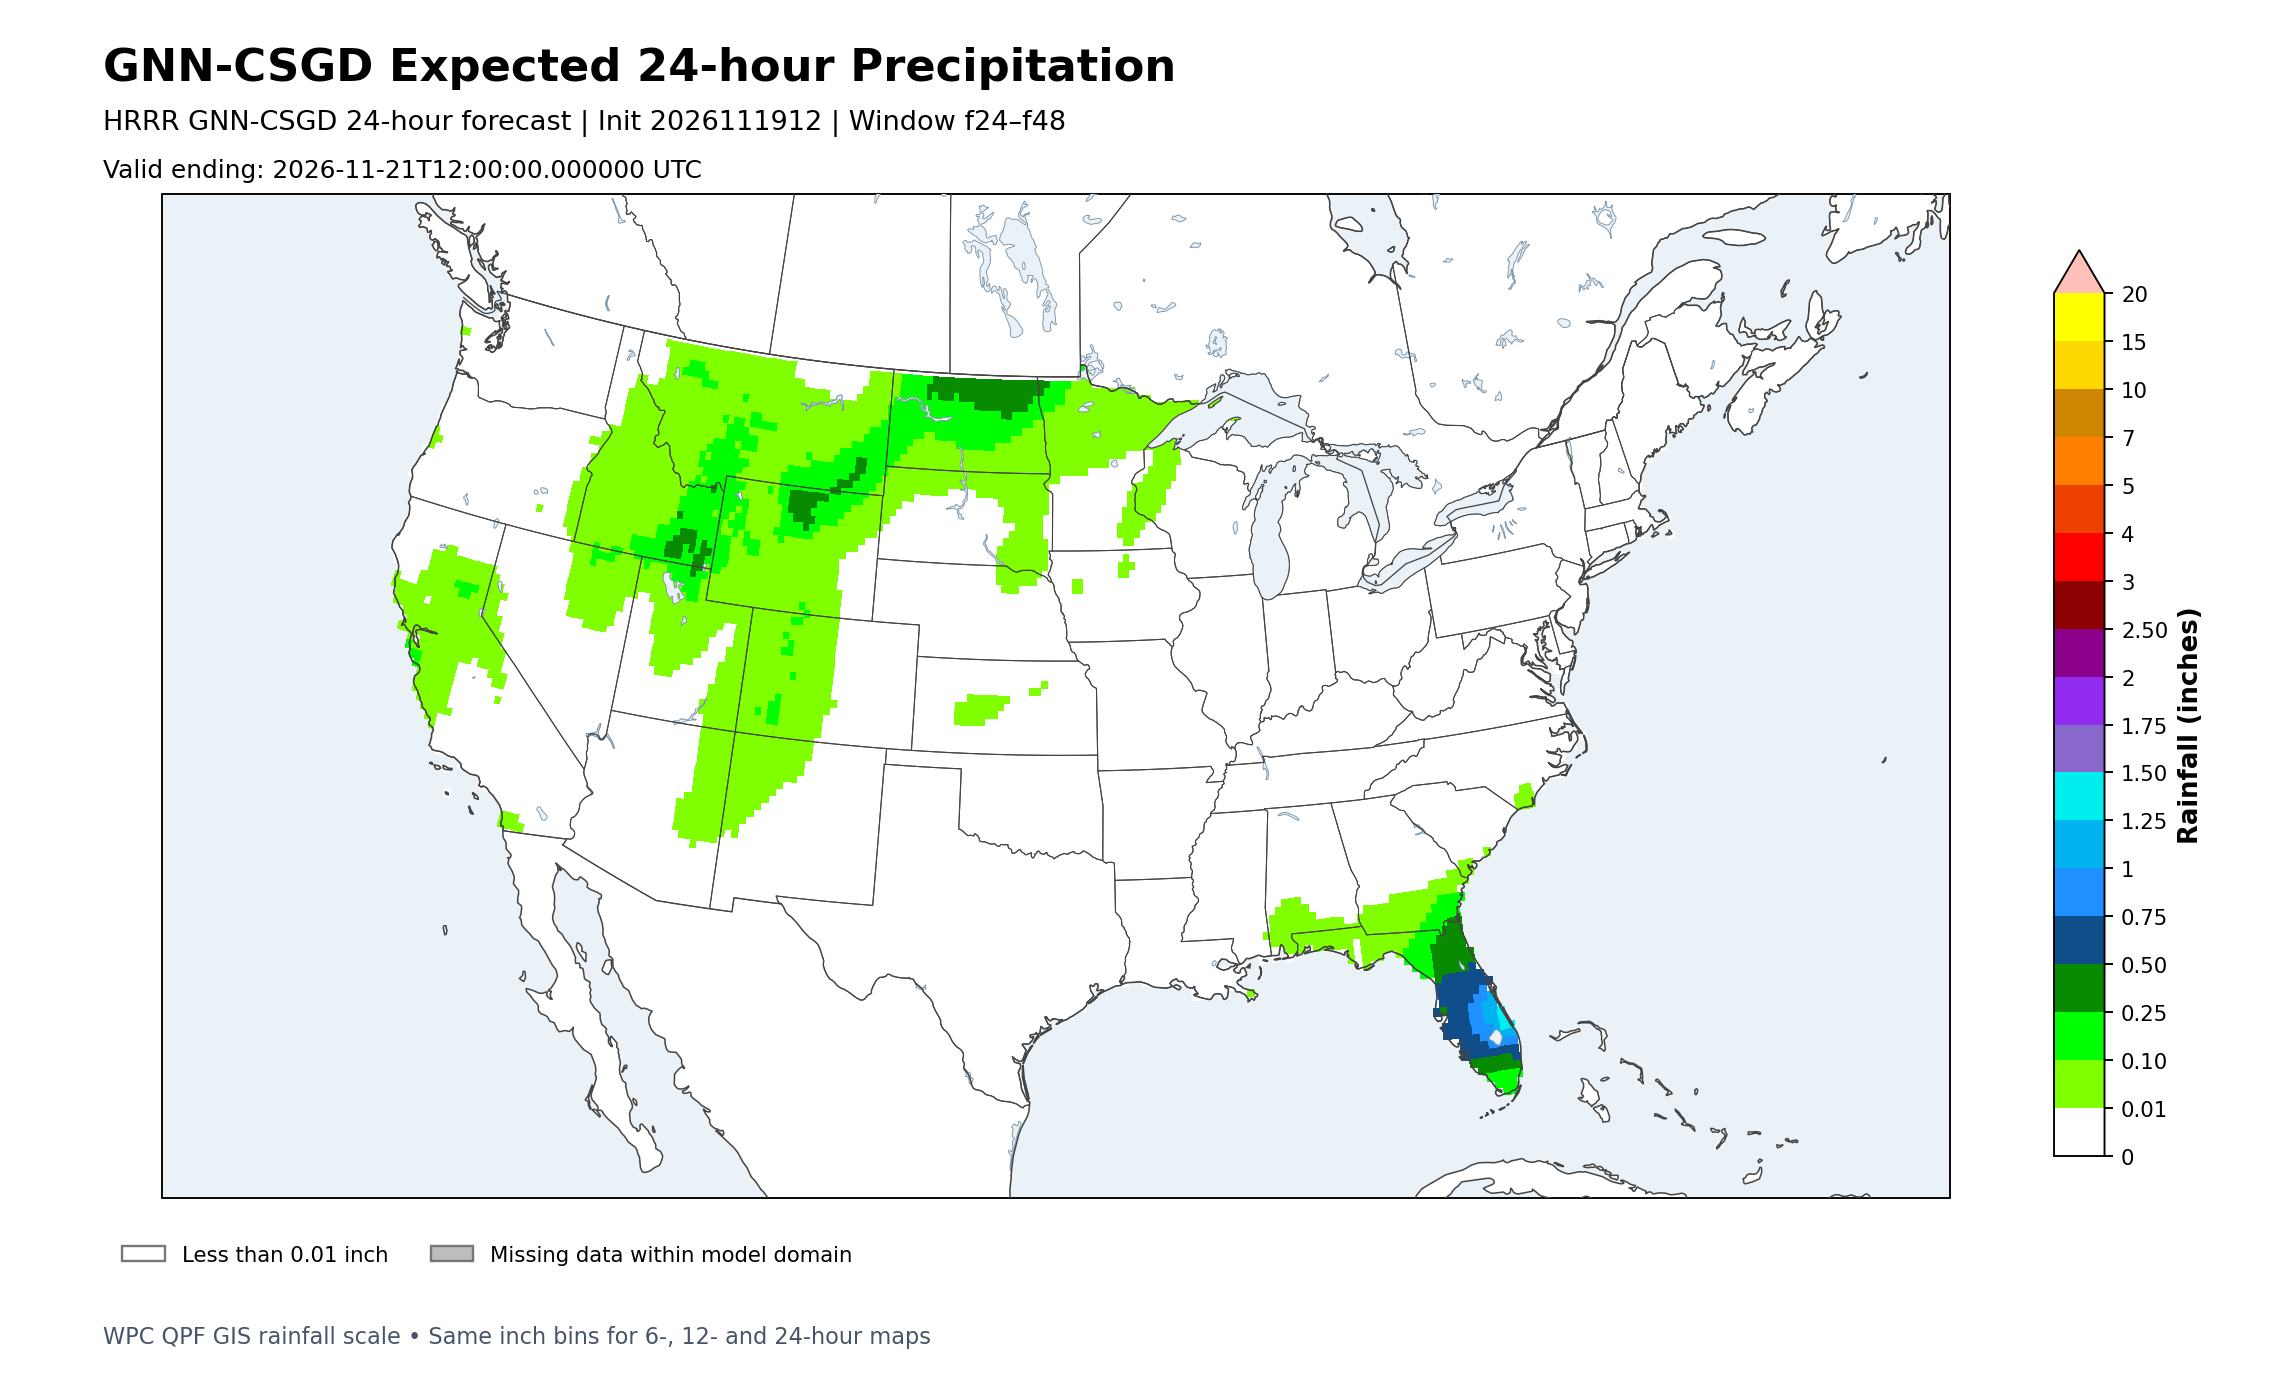 GNN-CSGD Expected 24-hour Precipitation
HRRR GNN-CSGD 24-hour forecast | Init 2026111912 | Window f24–f48
Valid ending: 2026-11-21T12:00:00.000000 UTC
20
15
10
7
5
4
3
2.50
2
1.75
1.50
1.25
1
0.75
0.50
0.25
0.10
0.01
0
Rainfall (inches)
Less than 0.01 inch
Missing data within model domain
WPC QPF GIS rainfall scale • Same inch bins for 6-, 12- and 24-hour maps